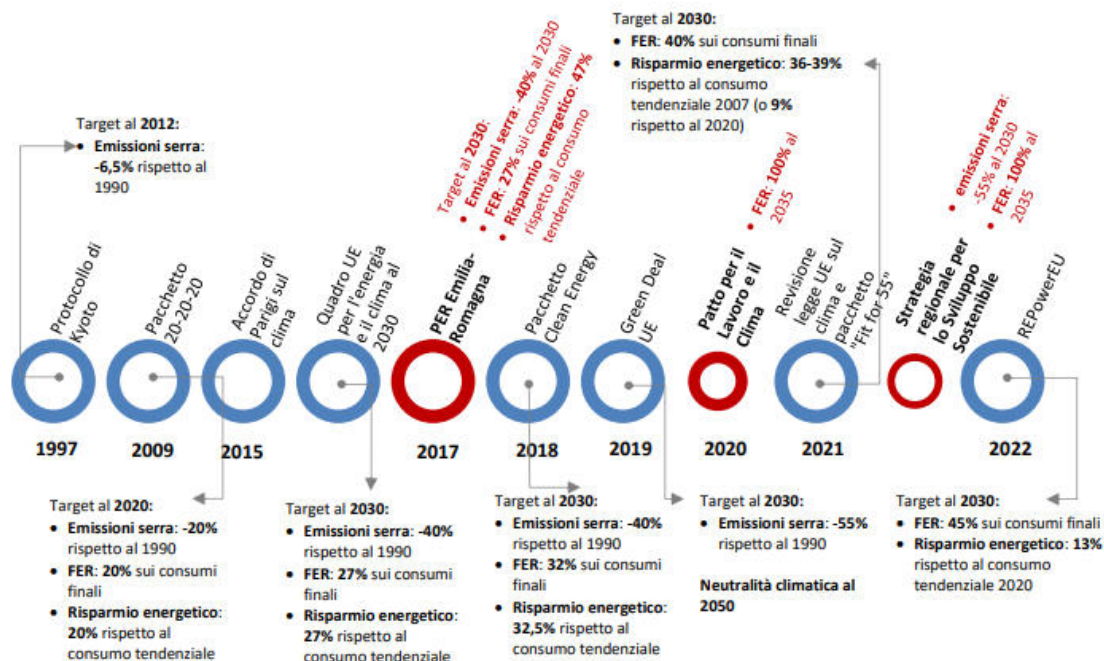 Target al 2030:
• FER: 40% sui consumi finali
• Risparmio energetico: 36-39%
rispetto al consumo
tendenziale 2007 (o 9%
rispetto al 2020)
Target al 2012:
• Emissioni serra:
-6,5% rispetto al
1990
Target al 2030:
• Emissioni serra: -40% al 2030
• FER: 27% sui consumi finali
• Risparmio energetico: 47%
rispetto al consumo
tendenziale
• FER: 100% al
2035
• emissioni serra:
-55% al 2030
• FER: 100% al
2035
Protocollo di
Kyoto
Pacchetto
20-20-20
Accordo di
Parigi sul
clima
Quadro UE
per l'energia
e il clima al
2030
PER Emilia-
Romagna
Pacchetto
Clean Energy
Green Deal
UE
Patto per il
Lavoro e il
Clima
Revisione
legge UE sul
clima e
pacchetto
"Fit for 55"
Strategia
regionale per
lo Sviluppo
Sostenibile
REPowerEU
1997
2009
2015
2017
2018
2019
2020
2021
2022
Target al 2020:
• Emissioni serra: -20%
rispetto al 1990
• FER: 20% sui consumi
finali
• Risparmio energetico:
20% rispetto al
consumo tendenziale
Target al 2030:
• Emissioni serra: -40%
rispetto al 1990
• FER: 27% sui consumi
finali
• Risparmio energetico:
27% rispetto al
consumo tendenziale
Target al 2030:
• Emissioni serra: -40%
rispetto al 1990
• FER: 32% sui consumi
finali
• Risparmio energetico:
32,5% rispetto al
consumo tendenziale
Target al 2030:
• Emissioni serra: -55%
rispetto al 1990
Neutralità climatica al
2050
Target al 2030:
• FER: 45% sui consumi finali
• Risparmio energetico: 13%
rispetto al consumo
tendenziale 2020